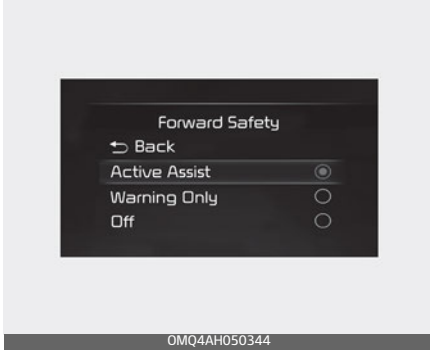 Forward Safety
Back
Active Assist
Warning Only
Off
OMQ4AH050344